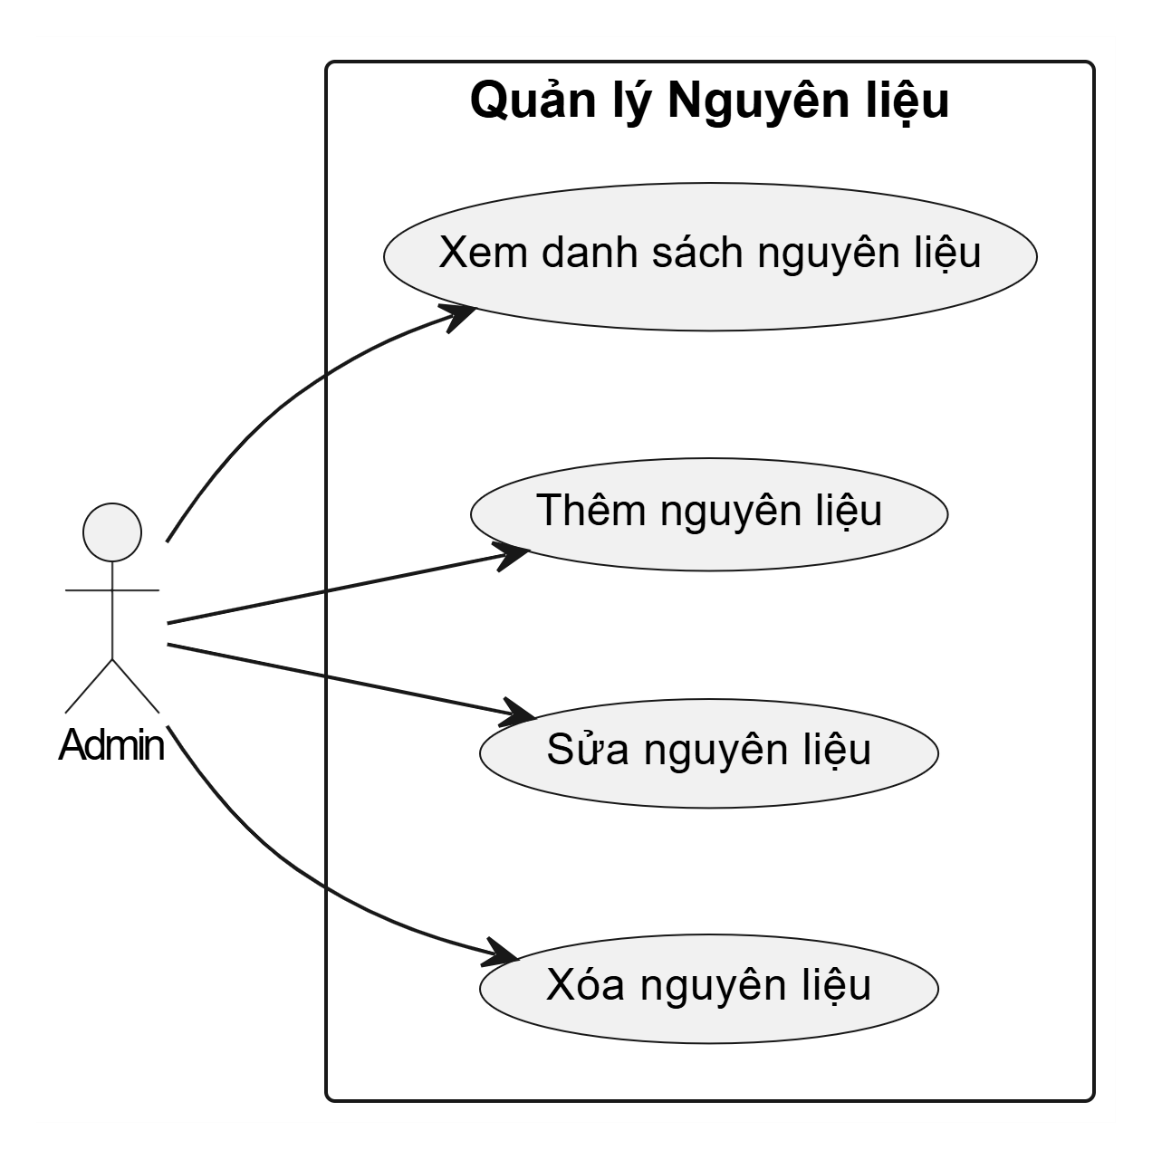 Quản lý Nguyên liệu
Xem danh sách nguyên liệu
Thêm nguyên liệu
Sửa nguyên liệu
Admin
Xóa nguyên liệu